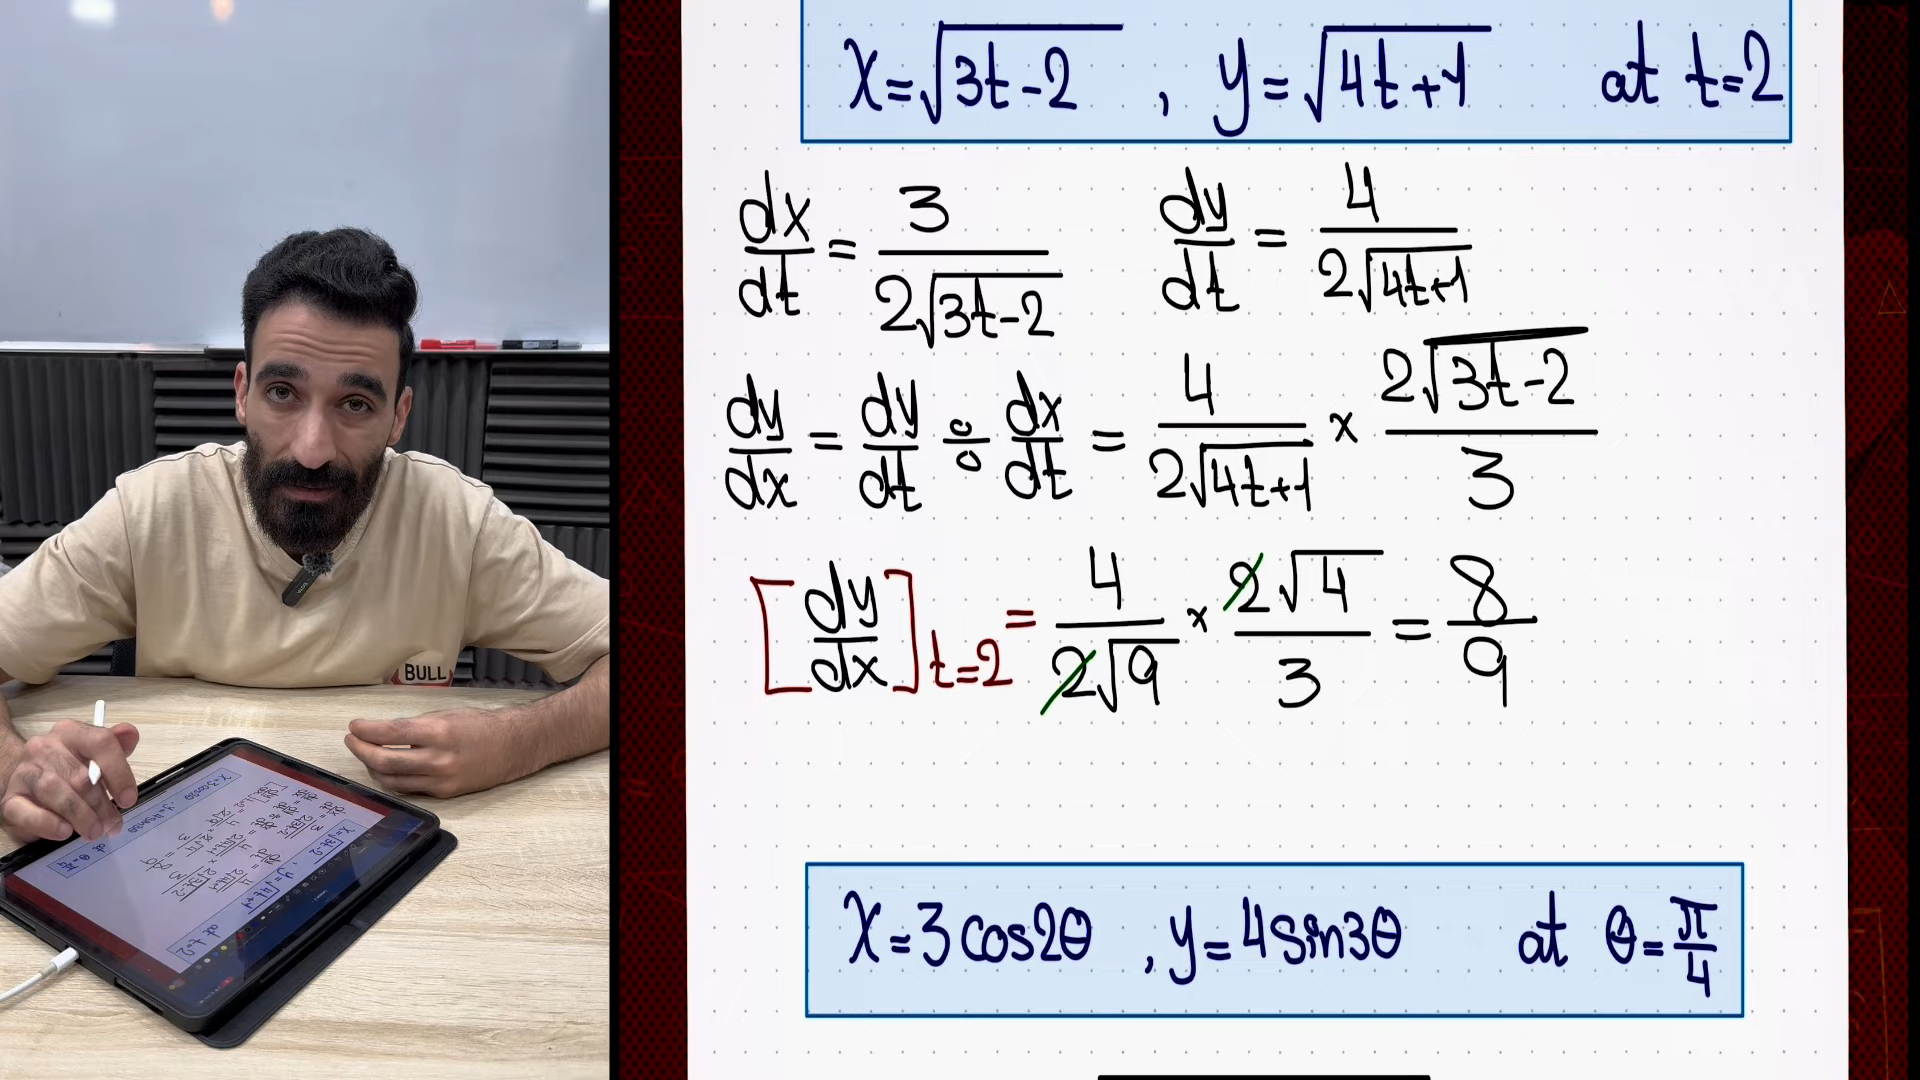 x=√3t-2 , y=√4t+1 at t=2
dx/dt = 3/2√3t-2 dy/dt = 4/2√4t+1
dy/dx = dy/dt ÷ dx/dt = 4/2√4t+1 × 2√3t-2/3
[dy/dx]t=2 = 4/2√9 × 2√4/3 = 8/9
BULL
x=3cos2θ , y=4sin3θ at θ=π/4